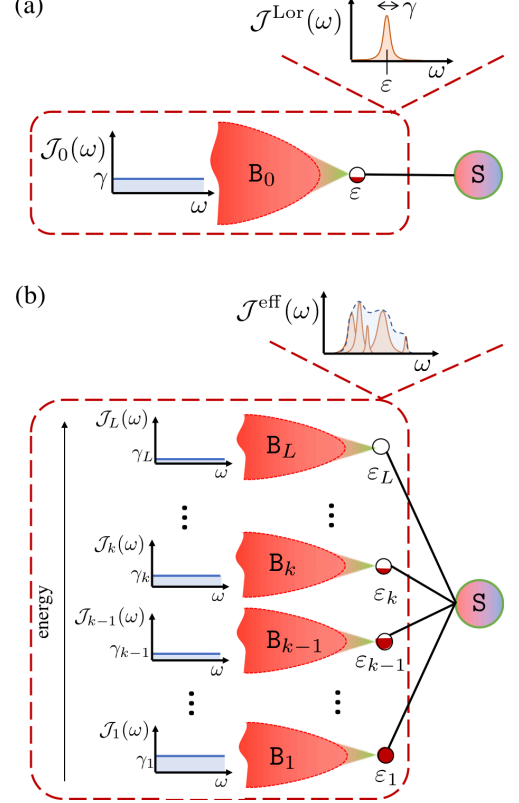 (a)
𝒥^Lor(ω)
γ
ω
ε
𝒥₀(ω)
γ
ω
B₀
ε
S
(b)
𝒥^eff(ω)
ω
energy
𝒥_L(ω)
γ_L
ω
B_L
ε_L
𝒥_k(ω)
γ_k
ω
B_k
ε_k
S
𝒥_{k−1}(ω)
γ_{k−1}
ω
B_{k−1}
ε_{k−1}
𝒥₁(ω)
γ₁
ω
B₁
ε₁